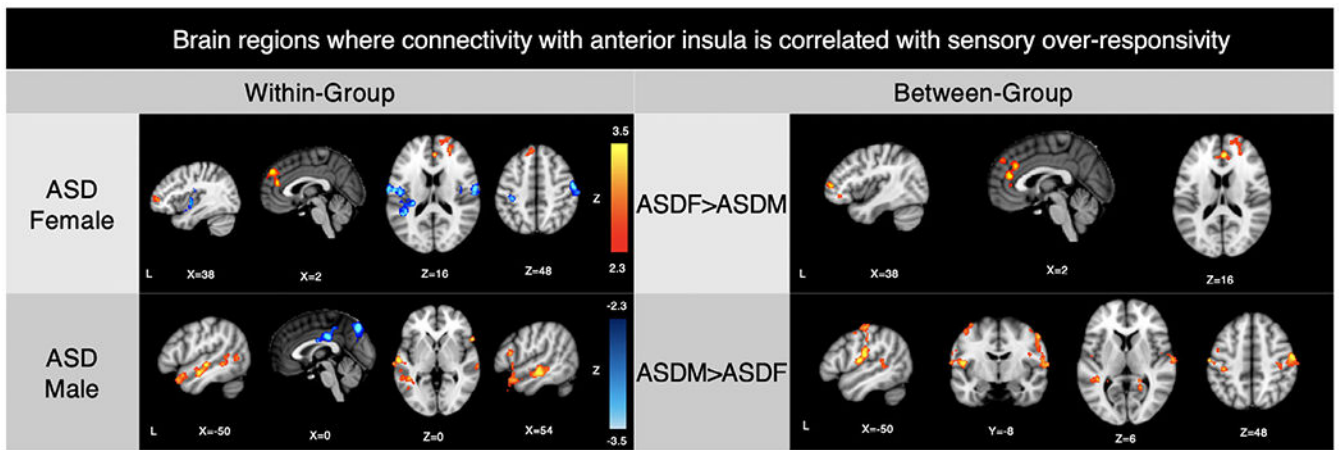 Brain regions where connectivity with anterior insula is correlated with sensory over-responsivity
Within-Group
Between-Group
ASD
Female
L X=38 X=2 Z=16 Z=48
3.5
Z
2.3
ASDF>ASDM
L X=38 X=2 Z=16
ASD
Male
L X=-50 X=0 Z=0 X=54
-2.3
Z
-3.5
ASDM>ASDF
L X=-50 Y=-8 Z=6 Z=48